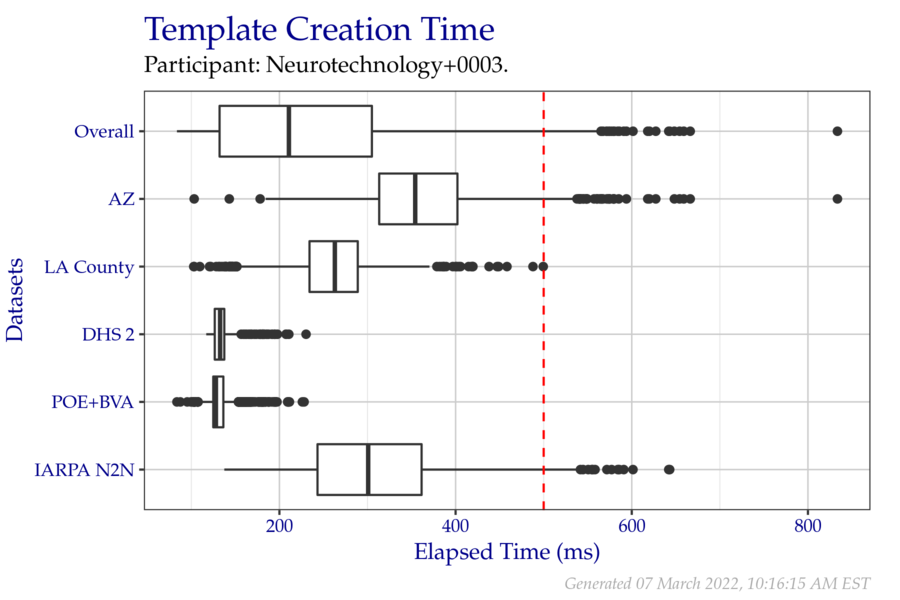 Template Creation Time
Participant: Neurotechnology+0003.
Datasets
Overall
AZ
LA County
DHS 2
POE+BVA
IARPA N2N
200 400 600 800
Elapsed Time (ms)
Generated 07 March 2022, 10:16:15 AM EST